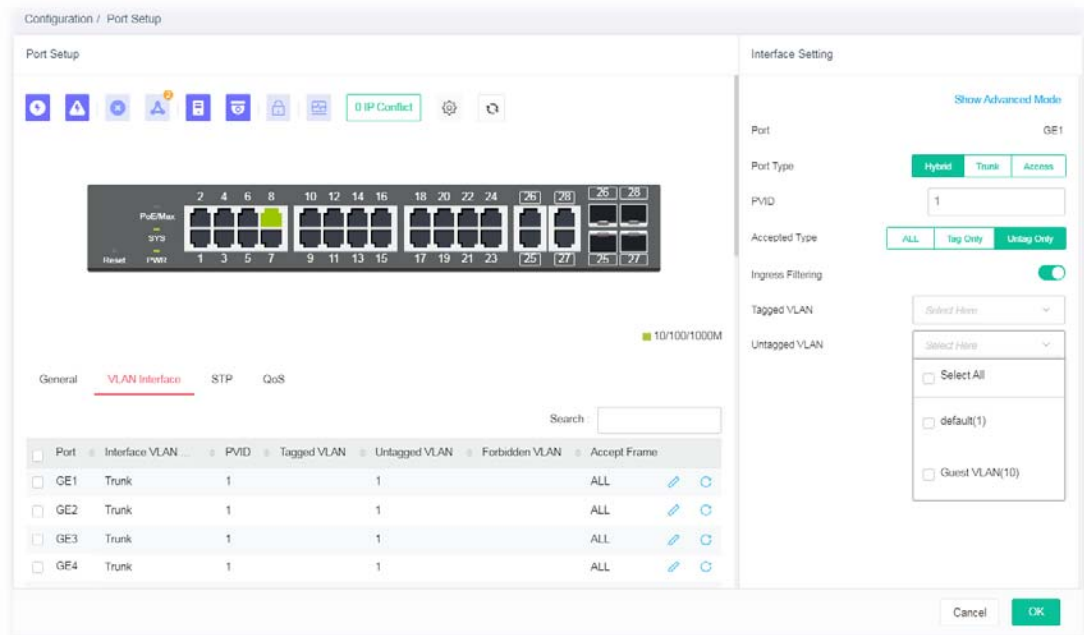 Configuration / Port Setup
Port Setup
Interface Setting
2
0 IP Conflict
Show Advanced Mode
Port GE1
Port Type Hybrid Trunk Access
PVID 1
Accepted Type ALL Tag Only Untag Only
Ingress Filtering
Tagged VLAN Select Here
Untagged VLAN Select Here
Select All
default(1)
Guest VLAN(10)
2 4 6 8 10 12 14 16 18 20 22 24 26 28 26 28
PoE/Max
SYS
Reset PWR 1 3 5 7 9 11 13 15 17 19 21 23 25 27 25 27
10/100/1000M
General VLAN Interface STP QoS
Search
Port Interface VLAN ... PVID Tagged VLAN Untagged VLAN Forbidden VLAN Accept Frame
GE1 Trunk 1 1 ALL
GE2 Trunk 1 1 ALL
GE3 Trunk 1 1 ALL
GE4 Trunk 1 1 ALL
Cancel OK